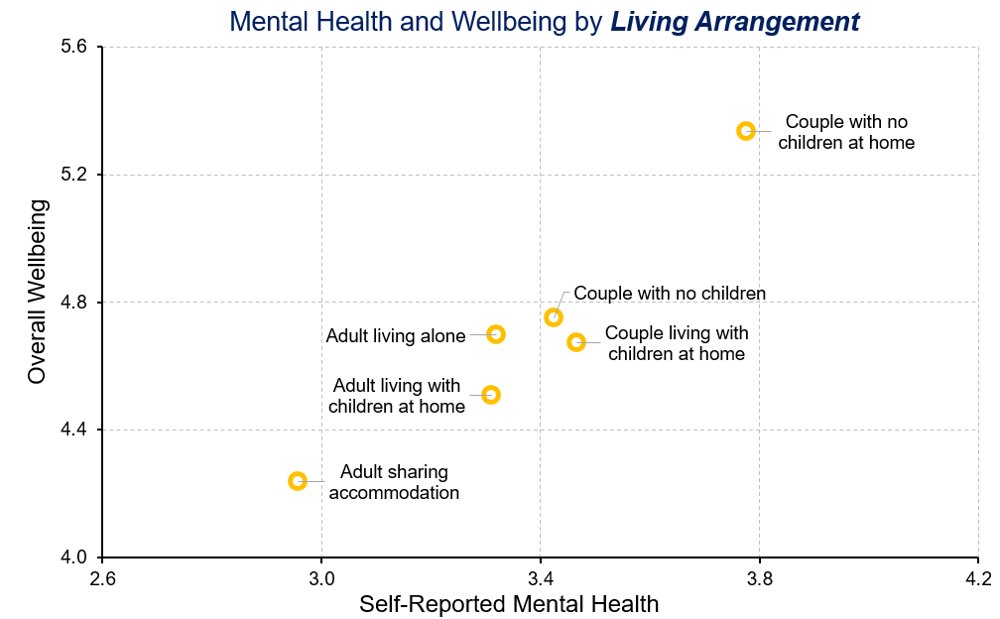 Mental Health and Wellbeing by Living Arrangement
5.6
5.2
4.8
4.4
4.0
Overall Wellbeing
Couple with no
children at home
Couple with no children
Adult living alone
Couple living with
children at home
Adult living with
children at home
Adult sharing
accommodation
2.6 3.0 3.4 3.8 4.2
Self-Reported Mental Health